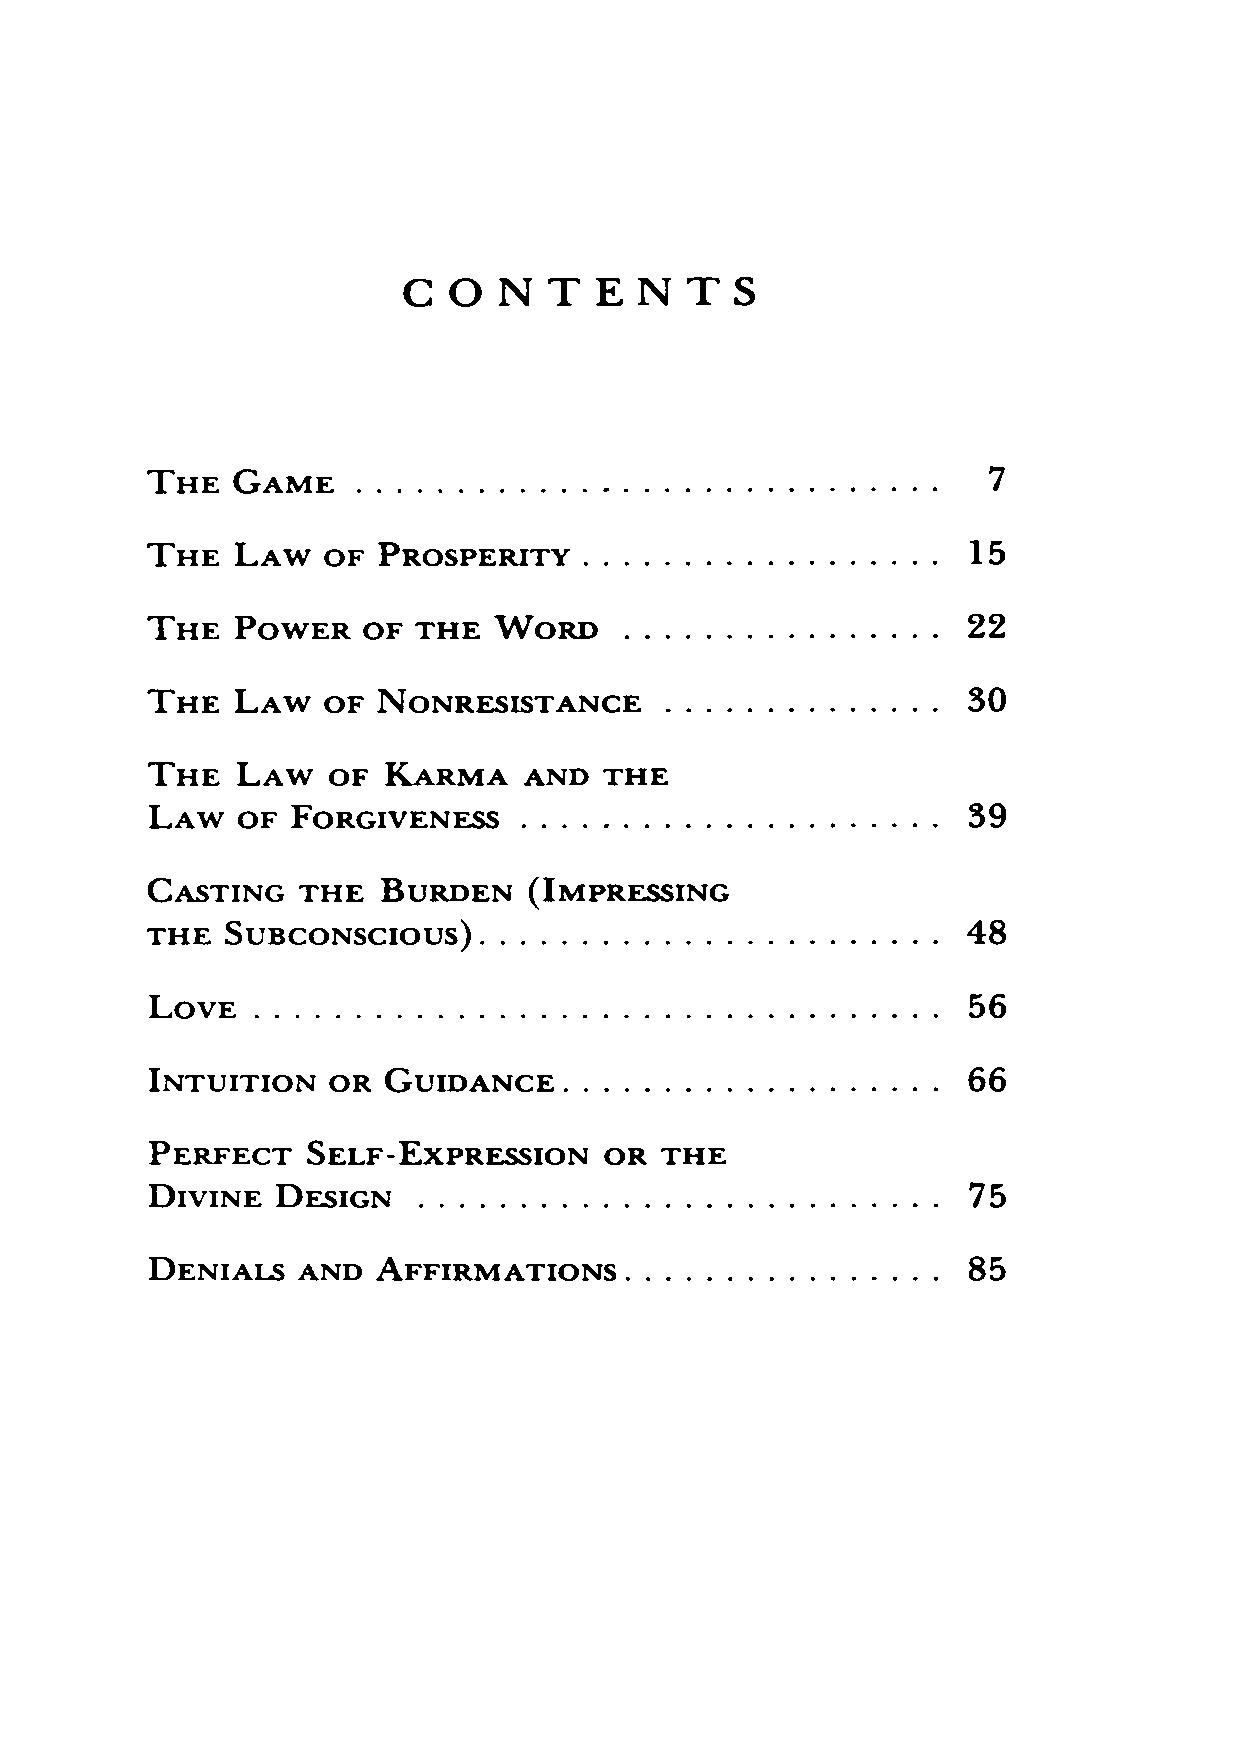 CONTENTS
The Game . . . . . . . . . . . . . . . . . . . . . . . . . . . . . 7
The Law of Prosperity . . . . . . . . . . . . . . . . . . 15
The Power of the Word . . . . . . . . . . . . . . . . 22
The Law of Nonresistance . . . . . . . . . . . . . . 30
The Law of Karma and the
Law of Forgiveness . . . . . . . . . . . . . . . . . . . . . 39
Casting the Burden (Impressing
the Subconscious). . . . . . . . . . . . . . . . . . . . . . . 48
Love . . . . . . . . . . . . . . . . . . . . . . . . . . . . . . . . . . 56
Intuition or Guidance. . . . . . . . . . . . . . . . . . . 66
Perfect Self-Expression or the
Divine Design . . . . . . . . . . . . . . . . . . . . . . . . . . 75
Denials and Affirmations. . . . . . . . . . . . . . . . 85